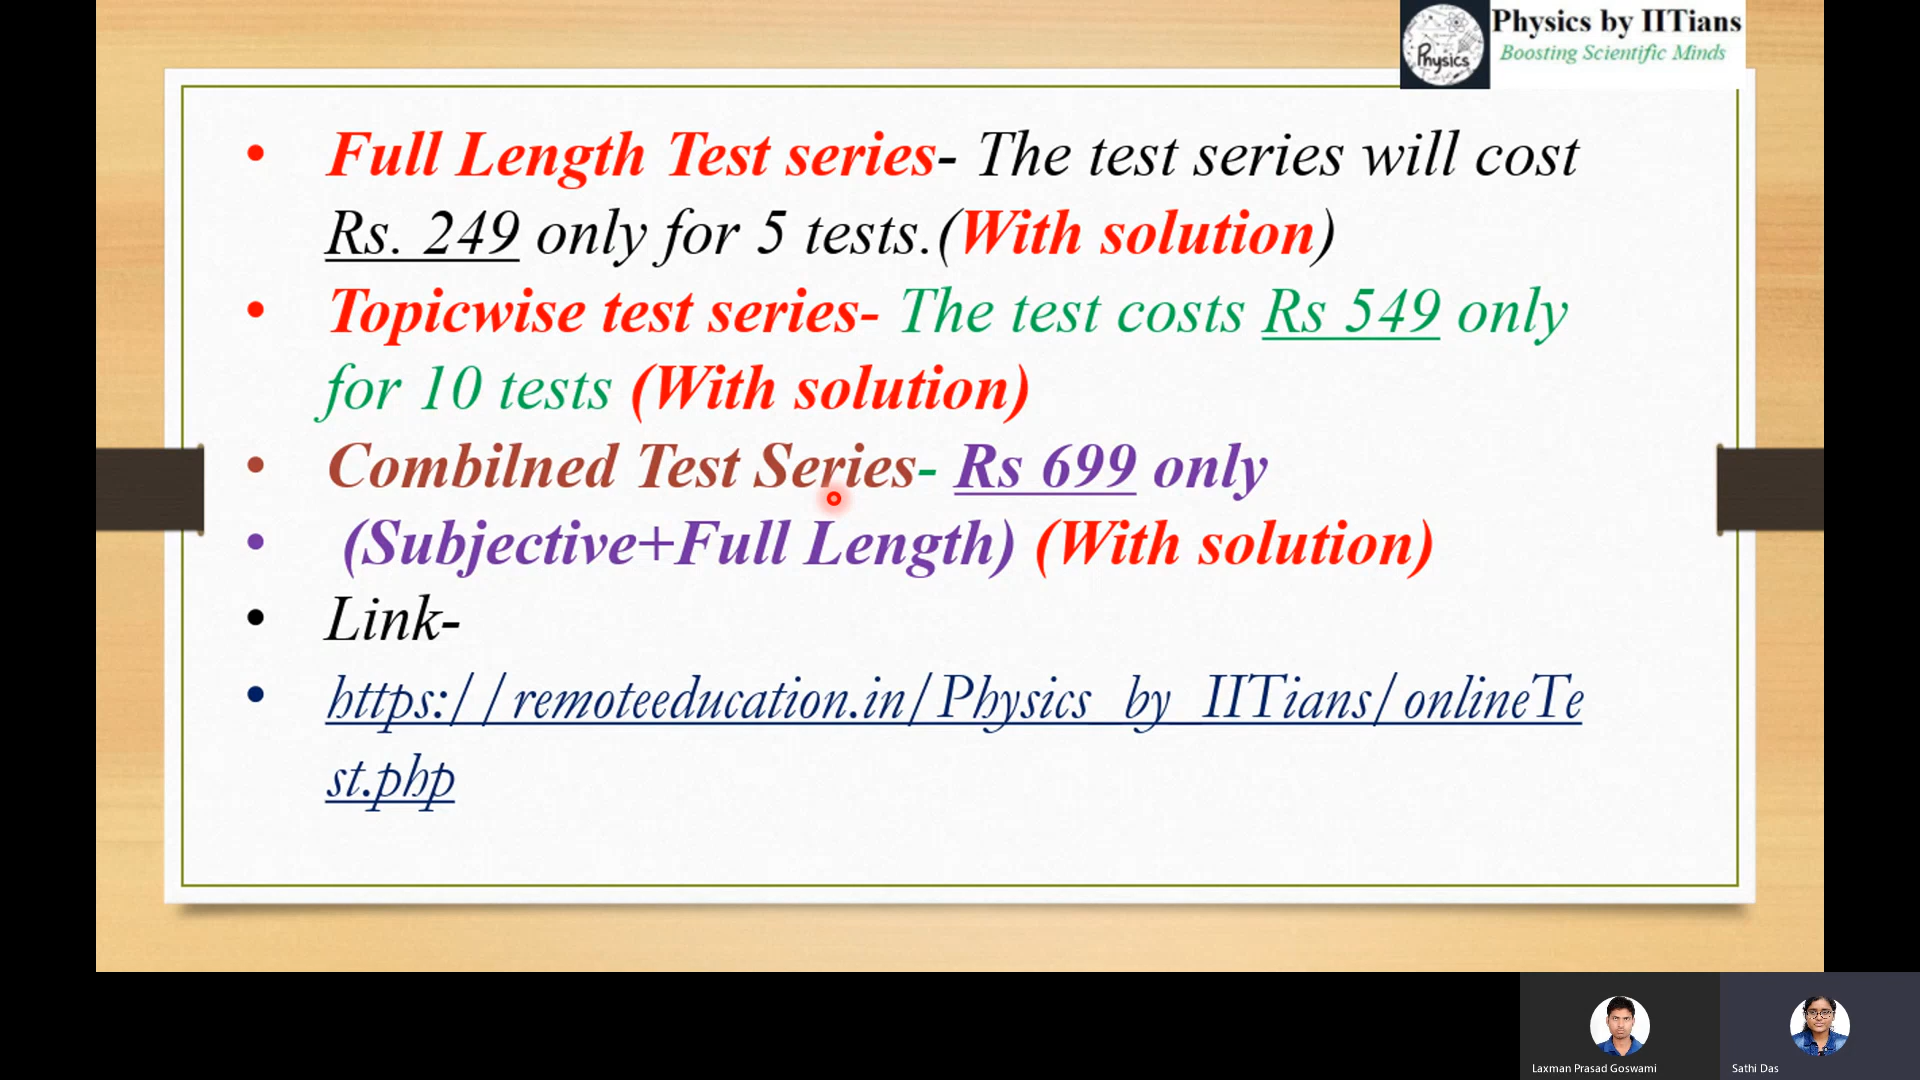 Physics by IITians
Boosting Scientific Minds
Physics
• Full Length Test series- The test series will cost
Rs. 249 only for 5 tests.(With solution)
• Topicwise test series- The test costs Rs 549 only
for 10 tests (With solution)
• Combilned Test Series- Rs 699 only
• (Subjective+Full Length) (With solution)
• Link-
• https://remoteeducation.in/Physics_by_IITians/onlineTe
st.php
Laxman Prasad Goswami
Sathi Das